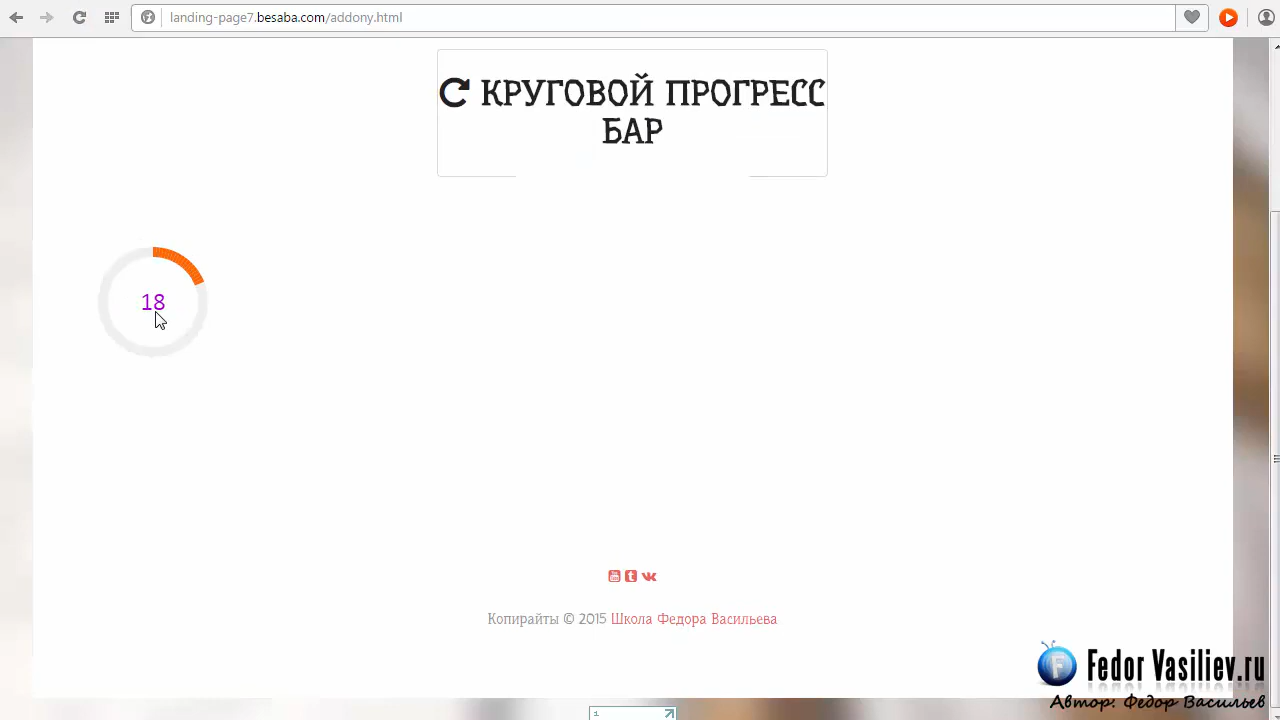 landing-page7.besaba.com/addony.html
КРУГОВОЙ ПРОГРЕСС
БАР
18
Копирайты © 2015 Школа Федора Васильева
Fedor Vasiliev.ru
Автор: Федор Васильев